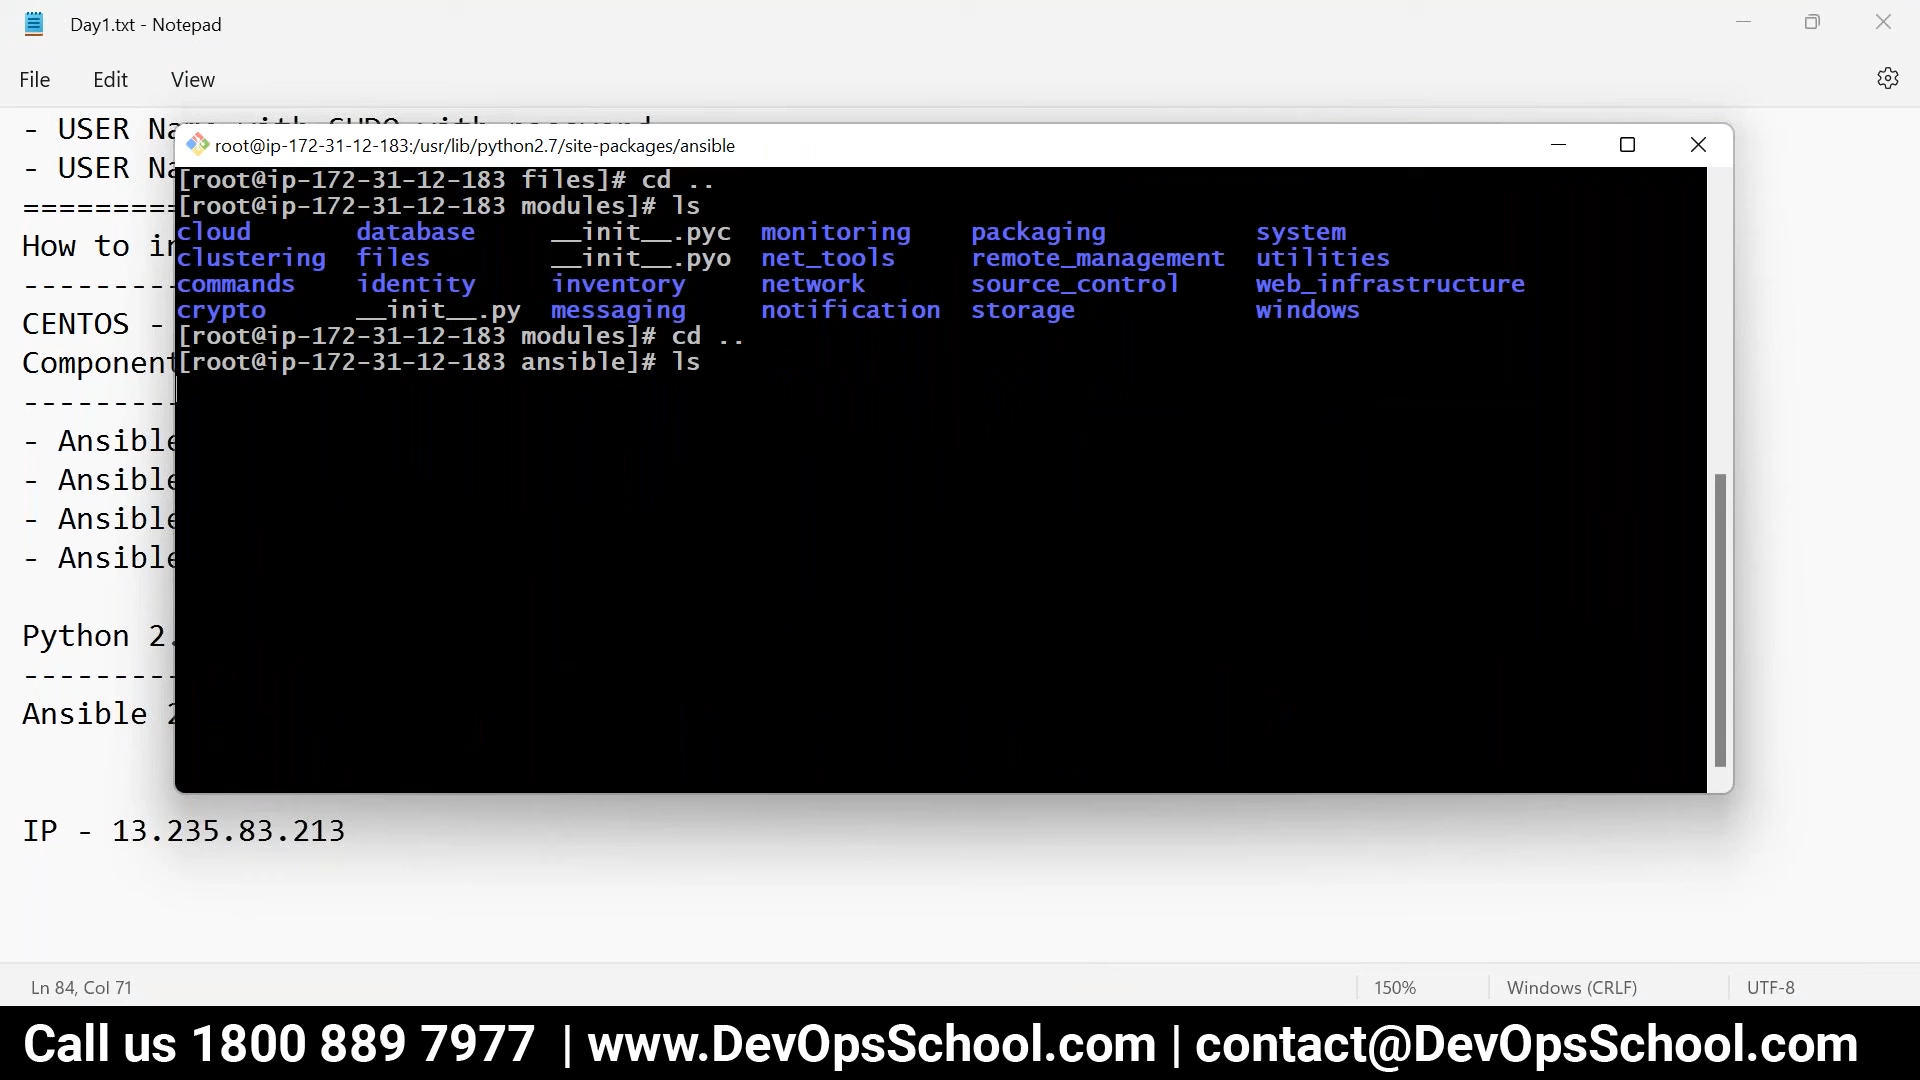 Day1.txt - Notepad
File Edit View
- USER Name with SUDO with password
- USER Na
==========
How to in
CENTOS -
Component
- Ansible
- Ansible
- Ansible
- Ansible
Python 2.
----------
Ansible 2
IP - 13.235.83.213
root@ip-172-31-12-183:/usr/lib/python2.7/site-packages/ansible
[root@ip-172-31-12-183 files]# cd ..
[root@ip-172-31-12-183 modules]# ls
cloud database __init__.pyc monitoring packaging system
clustering files __init__.pyo net_tools remote_management utilities
commands identity inventory network source_control web_infrastructure
crypto __init__.py messaging notification storage windows
[root@ip-172-31-12-183 modules]# cd ..
[root@ip-172-31-12-183 ansible]# ls
Ln 84, Col 71 150% Windows (CRLF) UTF-8
Call us 1800 889 7977 | www.DevOpsSchool.com | contact@DevOpsSchool.com